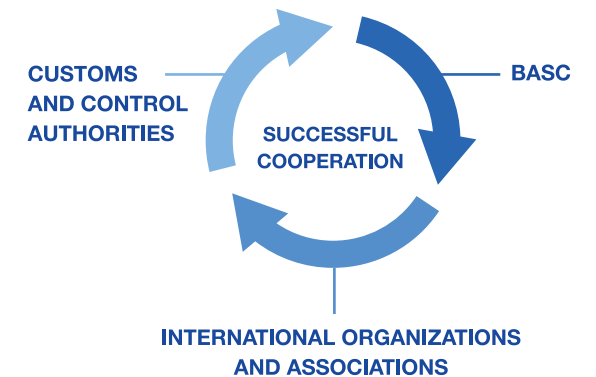 CUSTOMS
AND CONTROL
AUTHORITIES
BASC
SUCCESSFUL
COOPERATION
INTERNATIONAL ORGANIZATIONS
AND ASSOCIATIONS